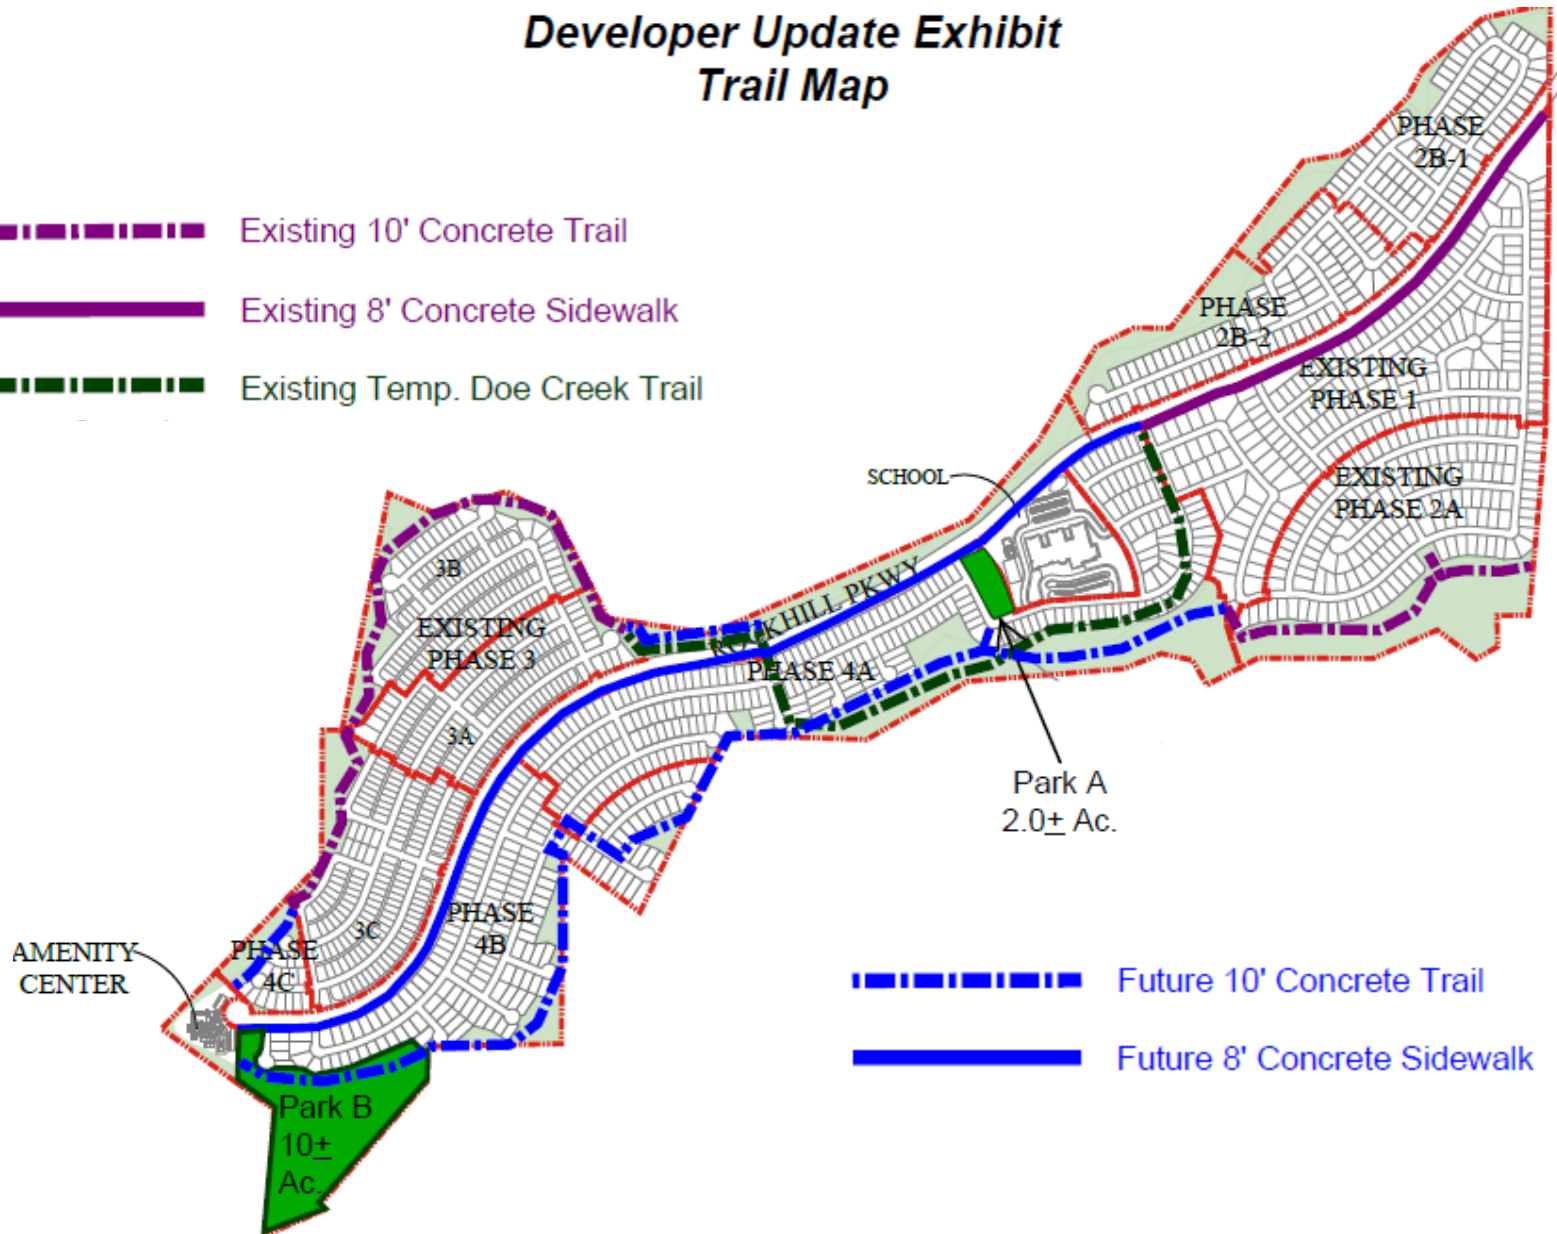 Developer Update Exhibit
Trail Map
Existing 10' Concrete Trail
Existing 8' Concrete Sidewalk
Existing Temp. Doe Creek Trail
PHASE
2B-1
PHASE
2B-2
EXISTING
PHASE 1
EXISTING
PHASE 2A
SCHOOL
3B
EXISTING
PHASE 3
3A
ROCKHILL PKWY
PHASE 4A
Park A
2.0± Ac.
PHASE
4B
3C
PHASE
4C
AMENITY
CENTER
Park B
10±
Ac.
Future 10' Concrete Trail
Future 8' Concrete Sidewalk